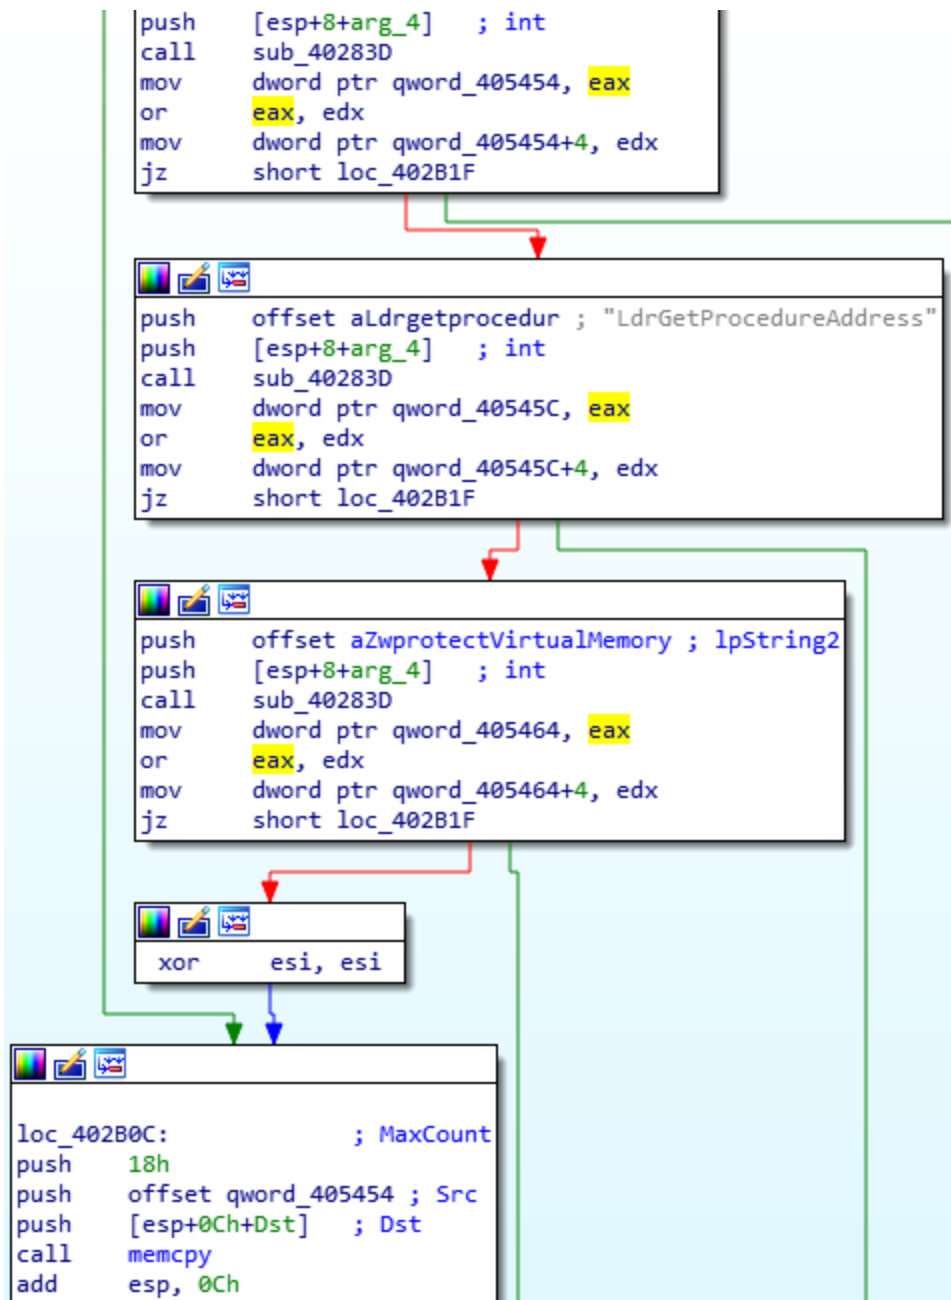 push [esp+8+arg_4] ; int
call sub_40283D
mov dword ptr qword_405454, eax
or eax, edx
mov dword ptr qword_405454+4, edx
jz short loc_402B1F
push offset aLdrgetprocedur ; "LdrGetProcedureAddress"
push [esp+8+arg_4] ; int
call sub_40283D
mov dword ptr qword_40545C, eax
or eax, edx
mov dword ptr qword_40545C+4, edx
jz short loc_402B1F
push offset aZwprotectVirtualMemory ; lpString2
push [esp+8+arg_4] ; int
call sub_40283D
mov dword ptr qword_405464, eax
or eax, edx
mov dword ptr qword_405464+4, edx
jz short loc_402B1F
xor esi, esi
loc_402B0C: ; MaxCount
push 18h
push offset qword_405454 ; Src
push [esp+0Ch+Dst] ; Dst
call memcpy
add esp, 0Ch